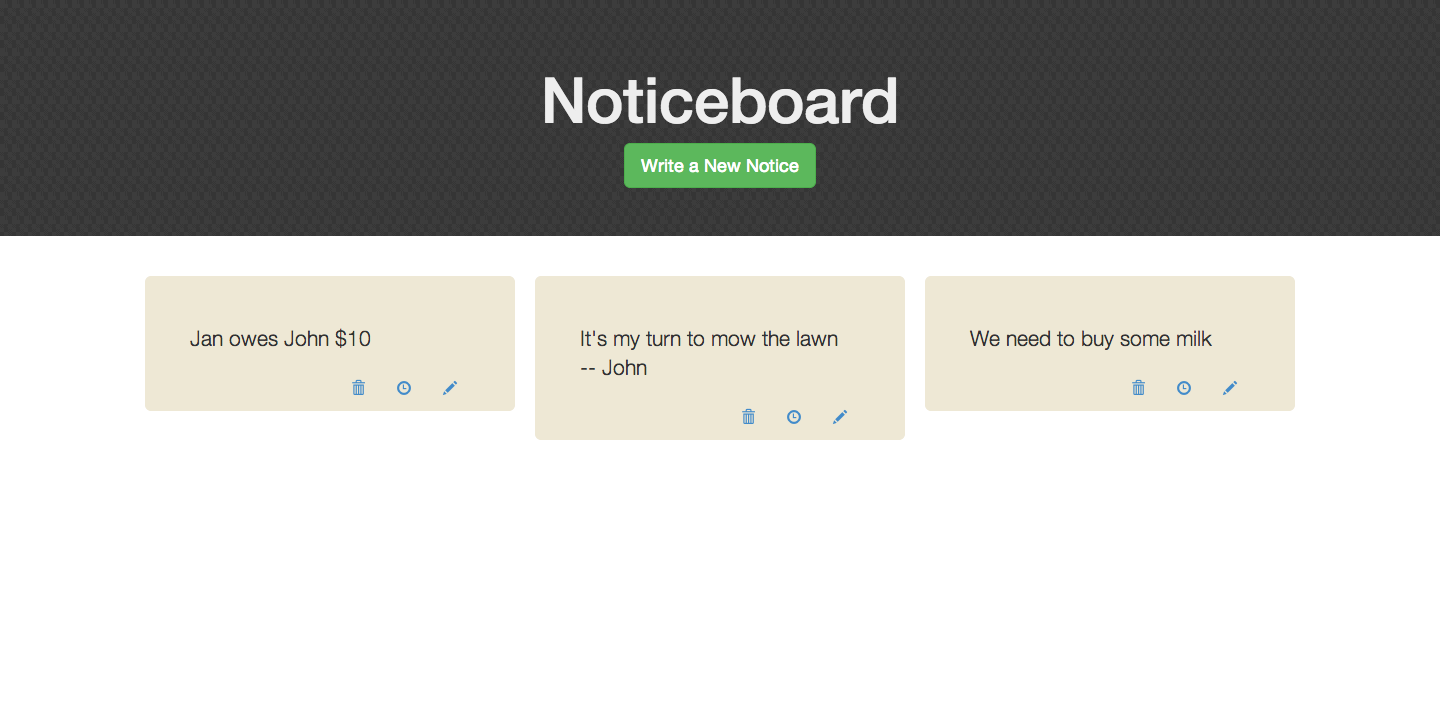 Noticeboard
Write a New Notice
Jan owes John $10
It's my turn to mow the lawn
-- John
We need to buy some milk